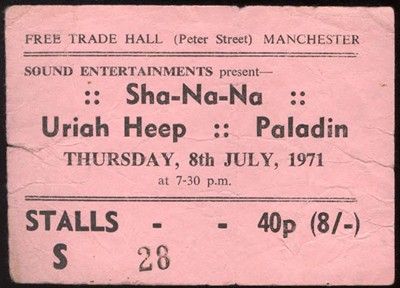 FREE TRADE HALL (Peter Street) MANCHESTER
SOUND ENTERTAINMENTS present—
:: Sha-Na-Na ::
Uriah Heep :: Paladin
THURSDAY, 8th JULY, 1971
at 7-30 p.m.
STALLS - - 40p (8/-)
S 28